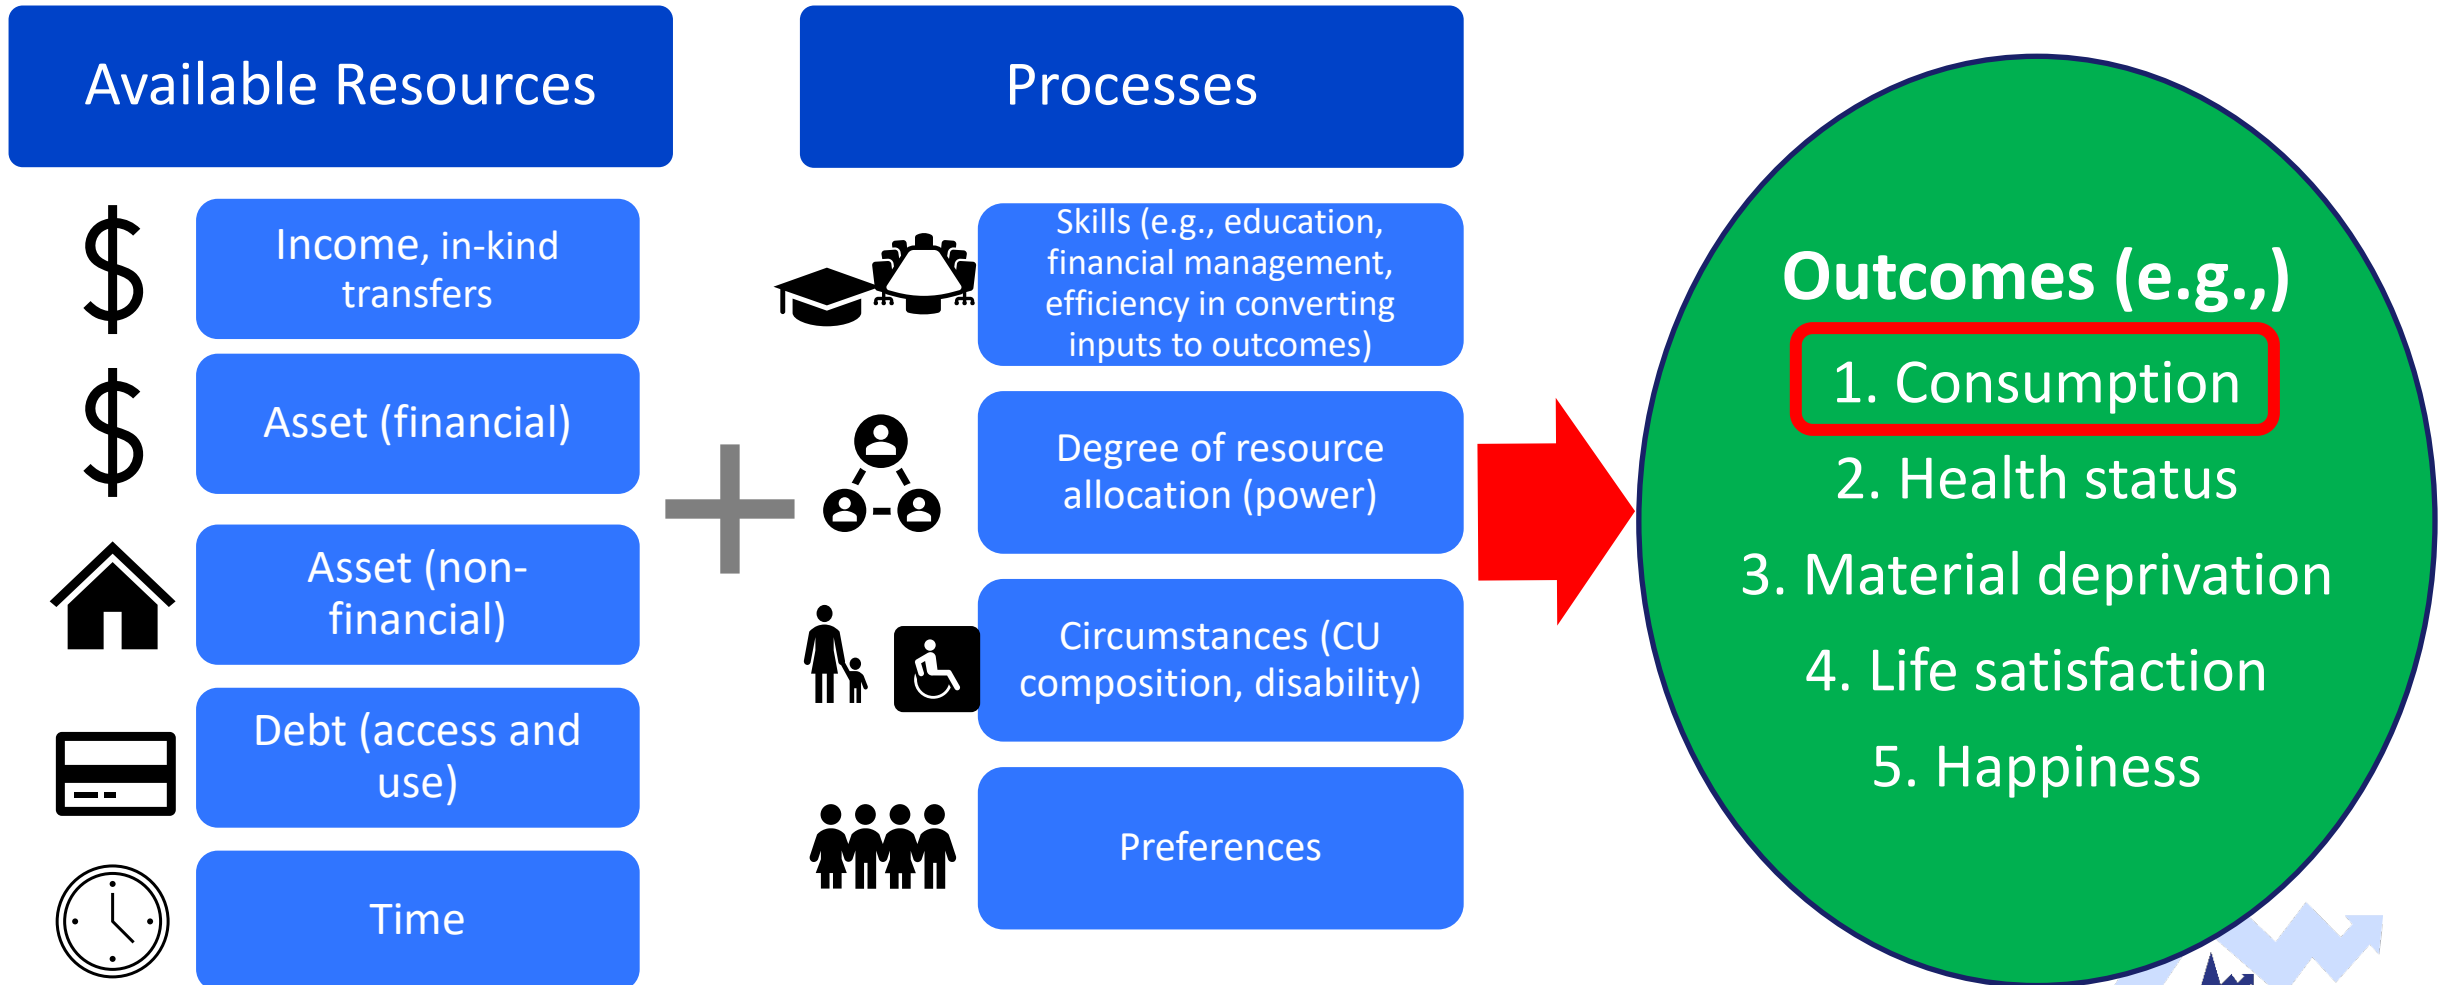 Available Resources
Income, in-kind
transfers
Asset (financial)
Asset (non-
financial)
Debt (access and
use)
Time
Processes
Skills (e.g., education,
financial management,
efficiency in converting
inputs to outcomes)
Degree of resource
allocation (power)
Circumstances (CU
composition, disability)
Preferences
Outcomes (e.g.,)
1. Consumption
2. Health status
3. Material deprivation
4. Life satisfaction
5. Happiness